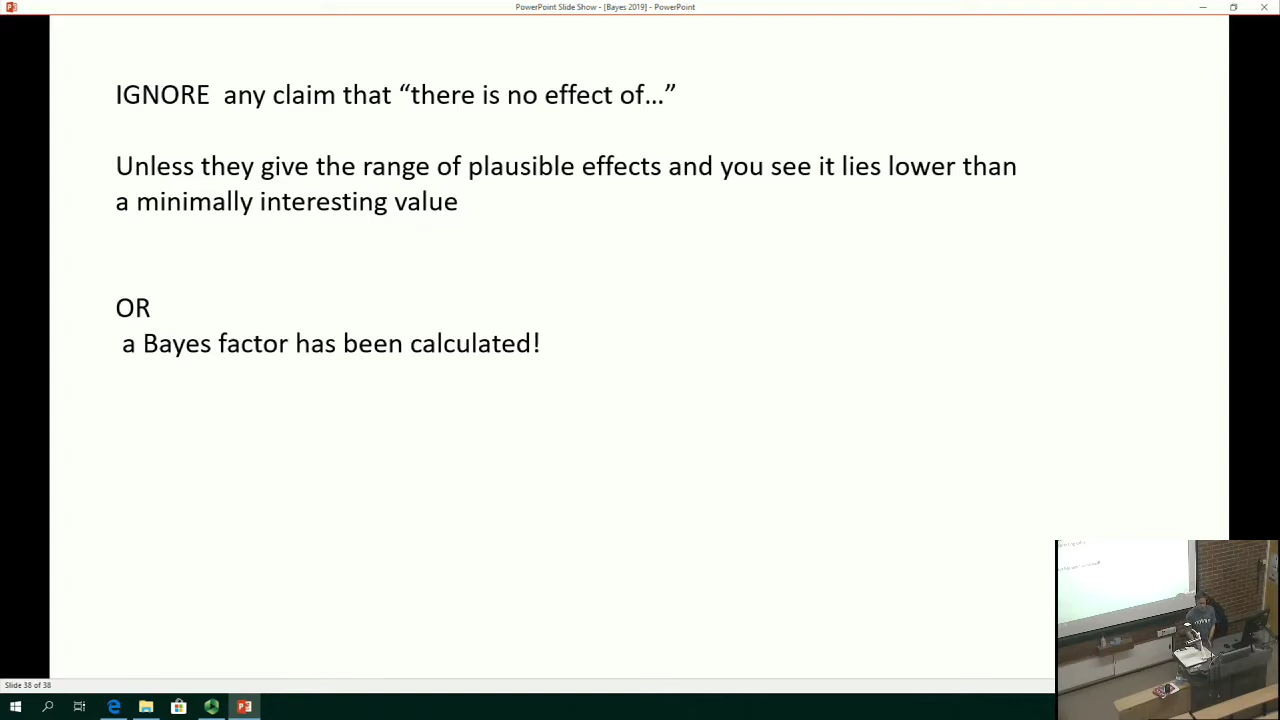 PowerPoint Slide Show - [Bayes 2019] - PowerPoint
IGNORE any claim that “there is no effect of…”
Unless they give the range of plausible effects and you see it lies lower than
a minimally interesting value
OR
a Bayes factor has been calculated!
Slide 38 of 38